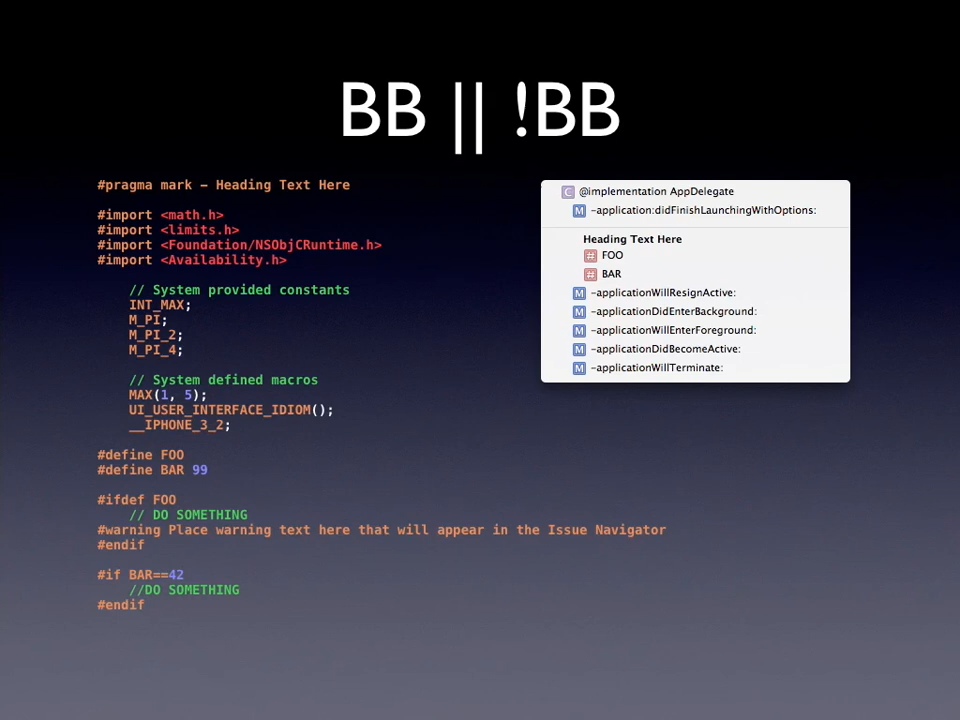 BB || !BB
#pragma mark – Heading Text Here
#import <math.h>
#import <limits.h>
#import <Foundation/NSObjCRuntime.h>
#import <Availability.h>
// System provided constants
INT_MAX;
M_PI;
M_PI_2;
M_PI_4;
// System defined macros
MAX(1, 5);
UI_USER_INTERFACE_IDIOM();
__IPHONE_3_2;
#define FOO
#define BAR 99
#ifdef FOO
// DO SOMETHING
#warning Place warning text here that will appear in the Issue Navigator
#endif
#if BAR==42
//DO SOMETHING
#endif
C @implementation AppDelegate
M -application:didFinishLaunchingWithOptions:
Heading Text Here
# FOO
# BAR
M -applicationWillResignActive:
M -applicationDidEnterBackground:
M -applicationWillEnterForeground:
M -applicationDidBecomeActive:
M -applicationWillTerminate: